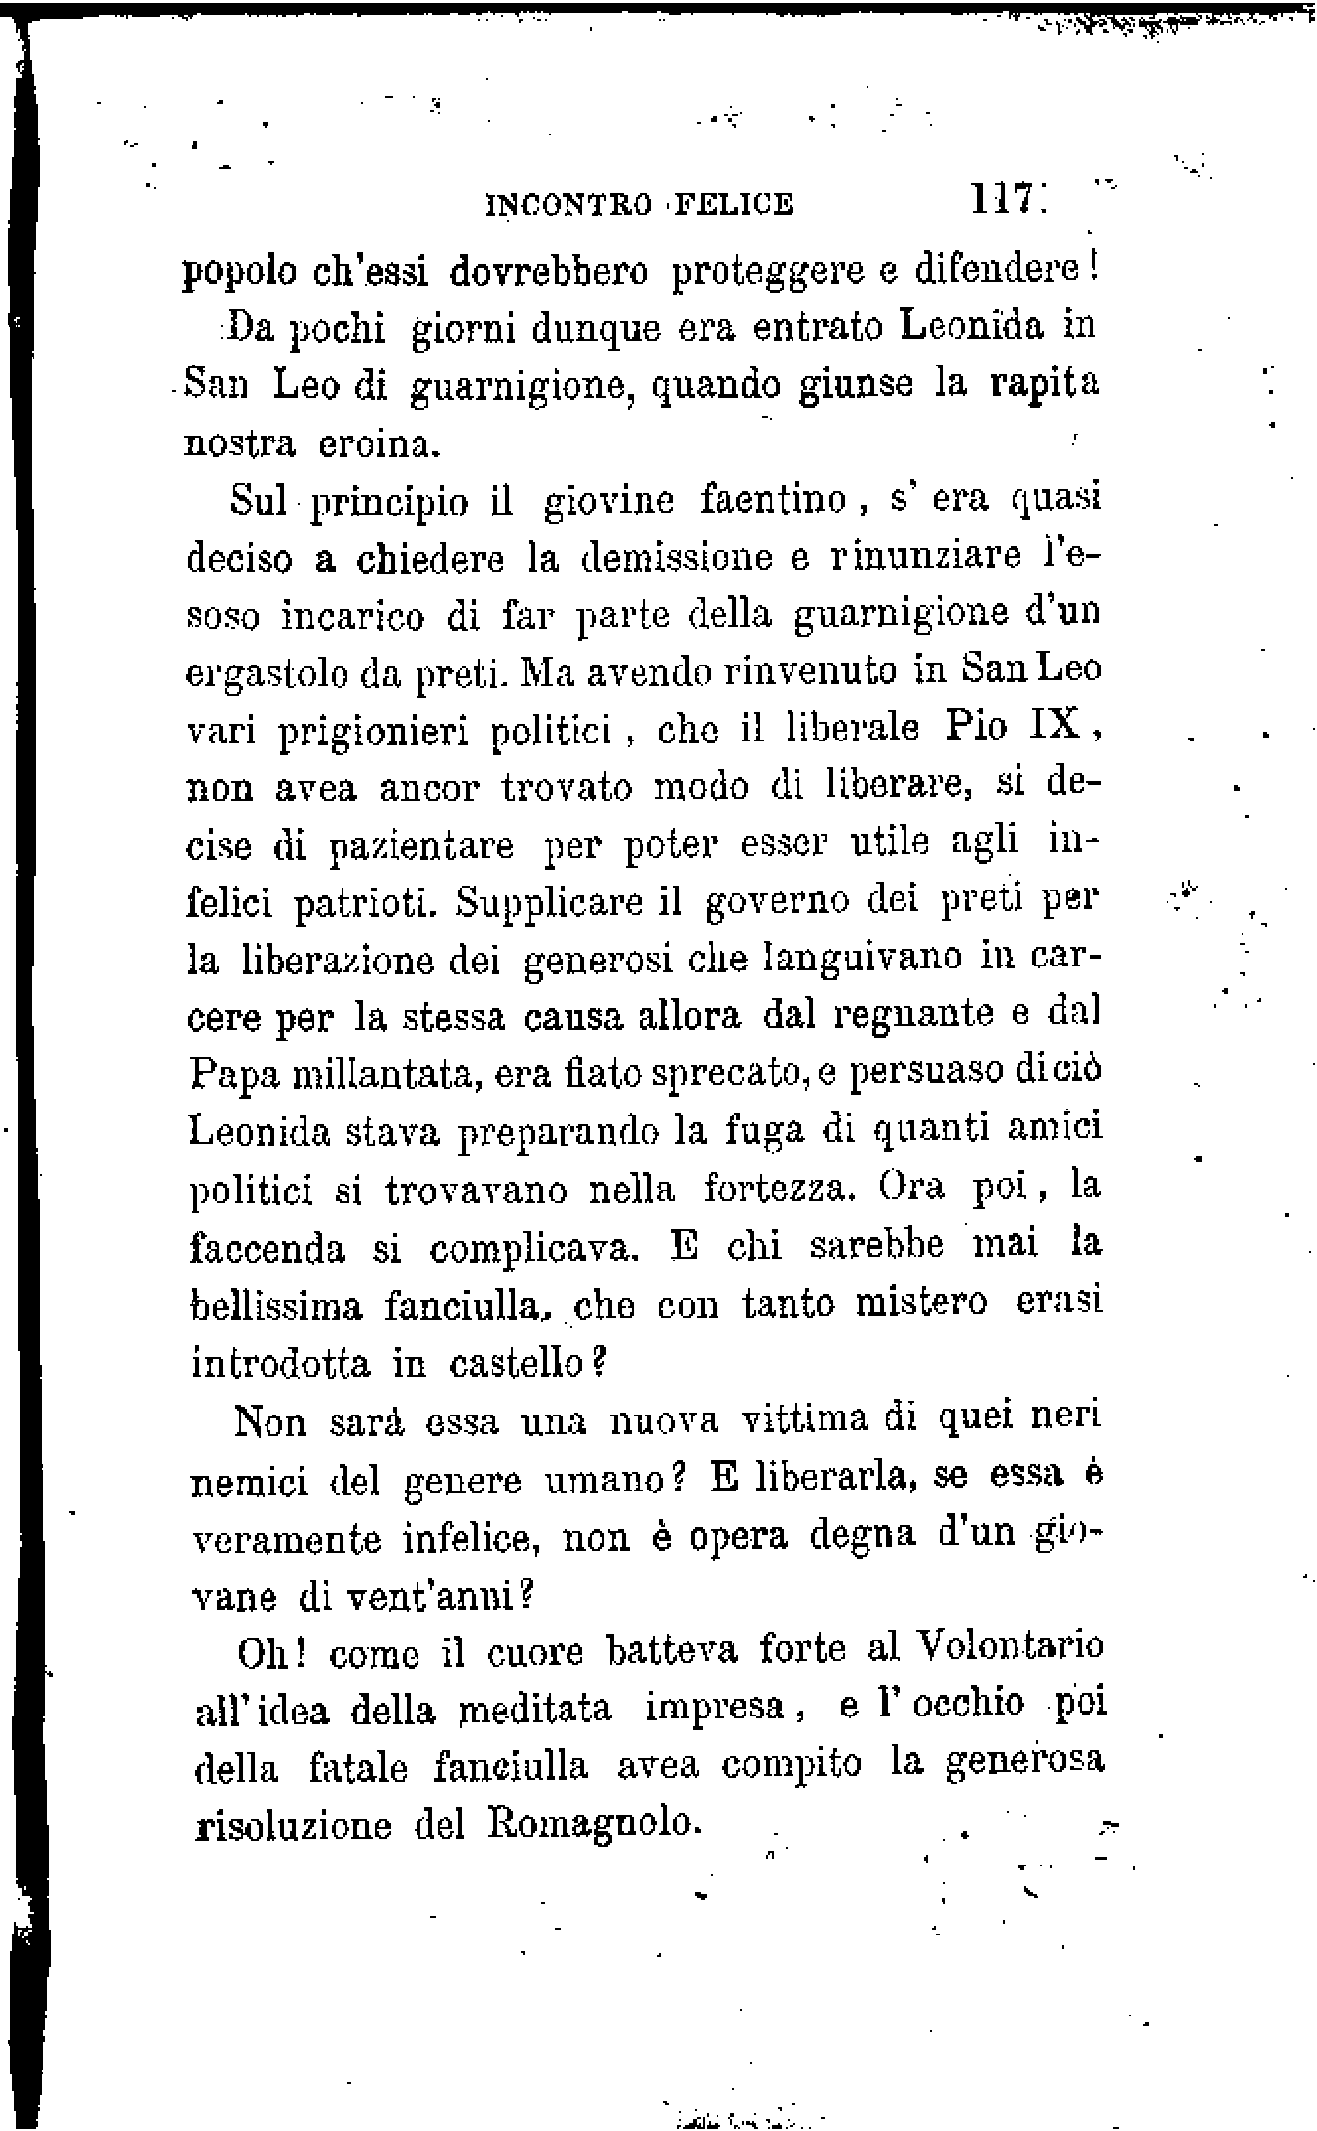 INCONTRO FELICE 117
popolo ch'essi dovrebbero proteggere e difendere!
Da pochi giorni dunque era entrato Leonida in
San Leo di guarnigione, quando giunse la rapita
nostra eroina.
Sul principio il giovine faentino, s' era quasi
deciso a chiedere la demissione e rinunziare l'e-
soso incarico di far parte della guarnigione d'un
ergastolo da preti. Ma avendo rinvenuto in San Leo
vari prigionieri politici, che il liberale Pio IX,
non avea ancor trovato modo di liberare, si de-
cise di pazientare per poter esser utile agli in-
felici patrioti. Supplicare il governo dei preti per
la liberazione dei generosi che languivano in car-
cere per la stessa causa allora dal regnante e dal
Papa millantata, era fiato sprecato, e persuaso di ciò
Leonida stava preparando la fuga di quanti amici
politici si trovavano nella fortezza. Ora poi, la
faccenda si complicava. E chi sarebbe mai la
bellissima fanciulla, che con tanto mistero erasi
introdotta in castello?
Non sarà essa una nuova vittima di quei neri
nemici del genere umano? E liberarla, se essa è
veramente infelice, non è opera degna d'un gio-
vane di vent'anni?
Oh! come il cuore batteva forte al Volontario
all'idea della meditata impresa, e l' occhio poi
della fatale fanciulla avea compito la generosa
risoluzione del Romagnolo.